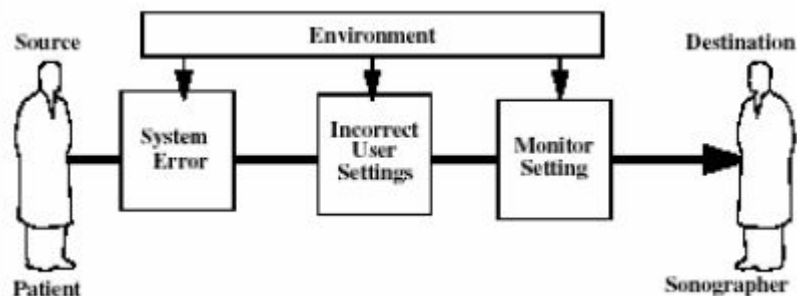 Source
Environment
Destination
System
Error
Incorrect
User
Settings
Monitor
Setting
Patient
Sonographer